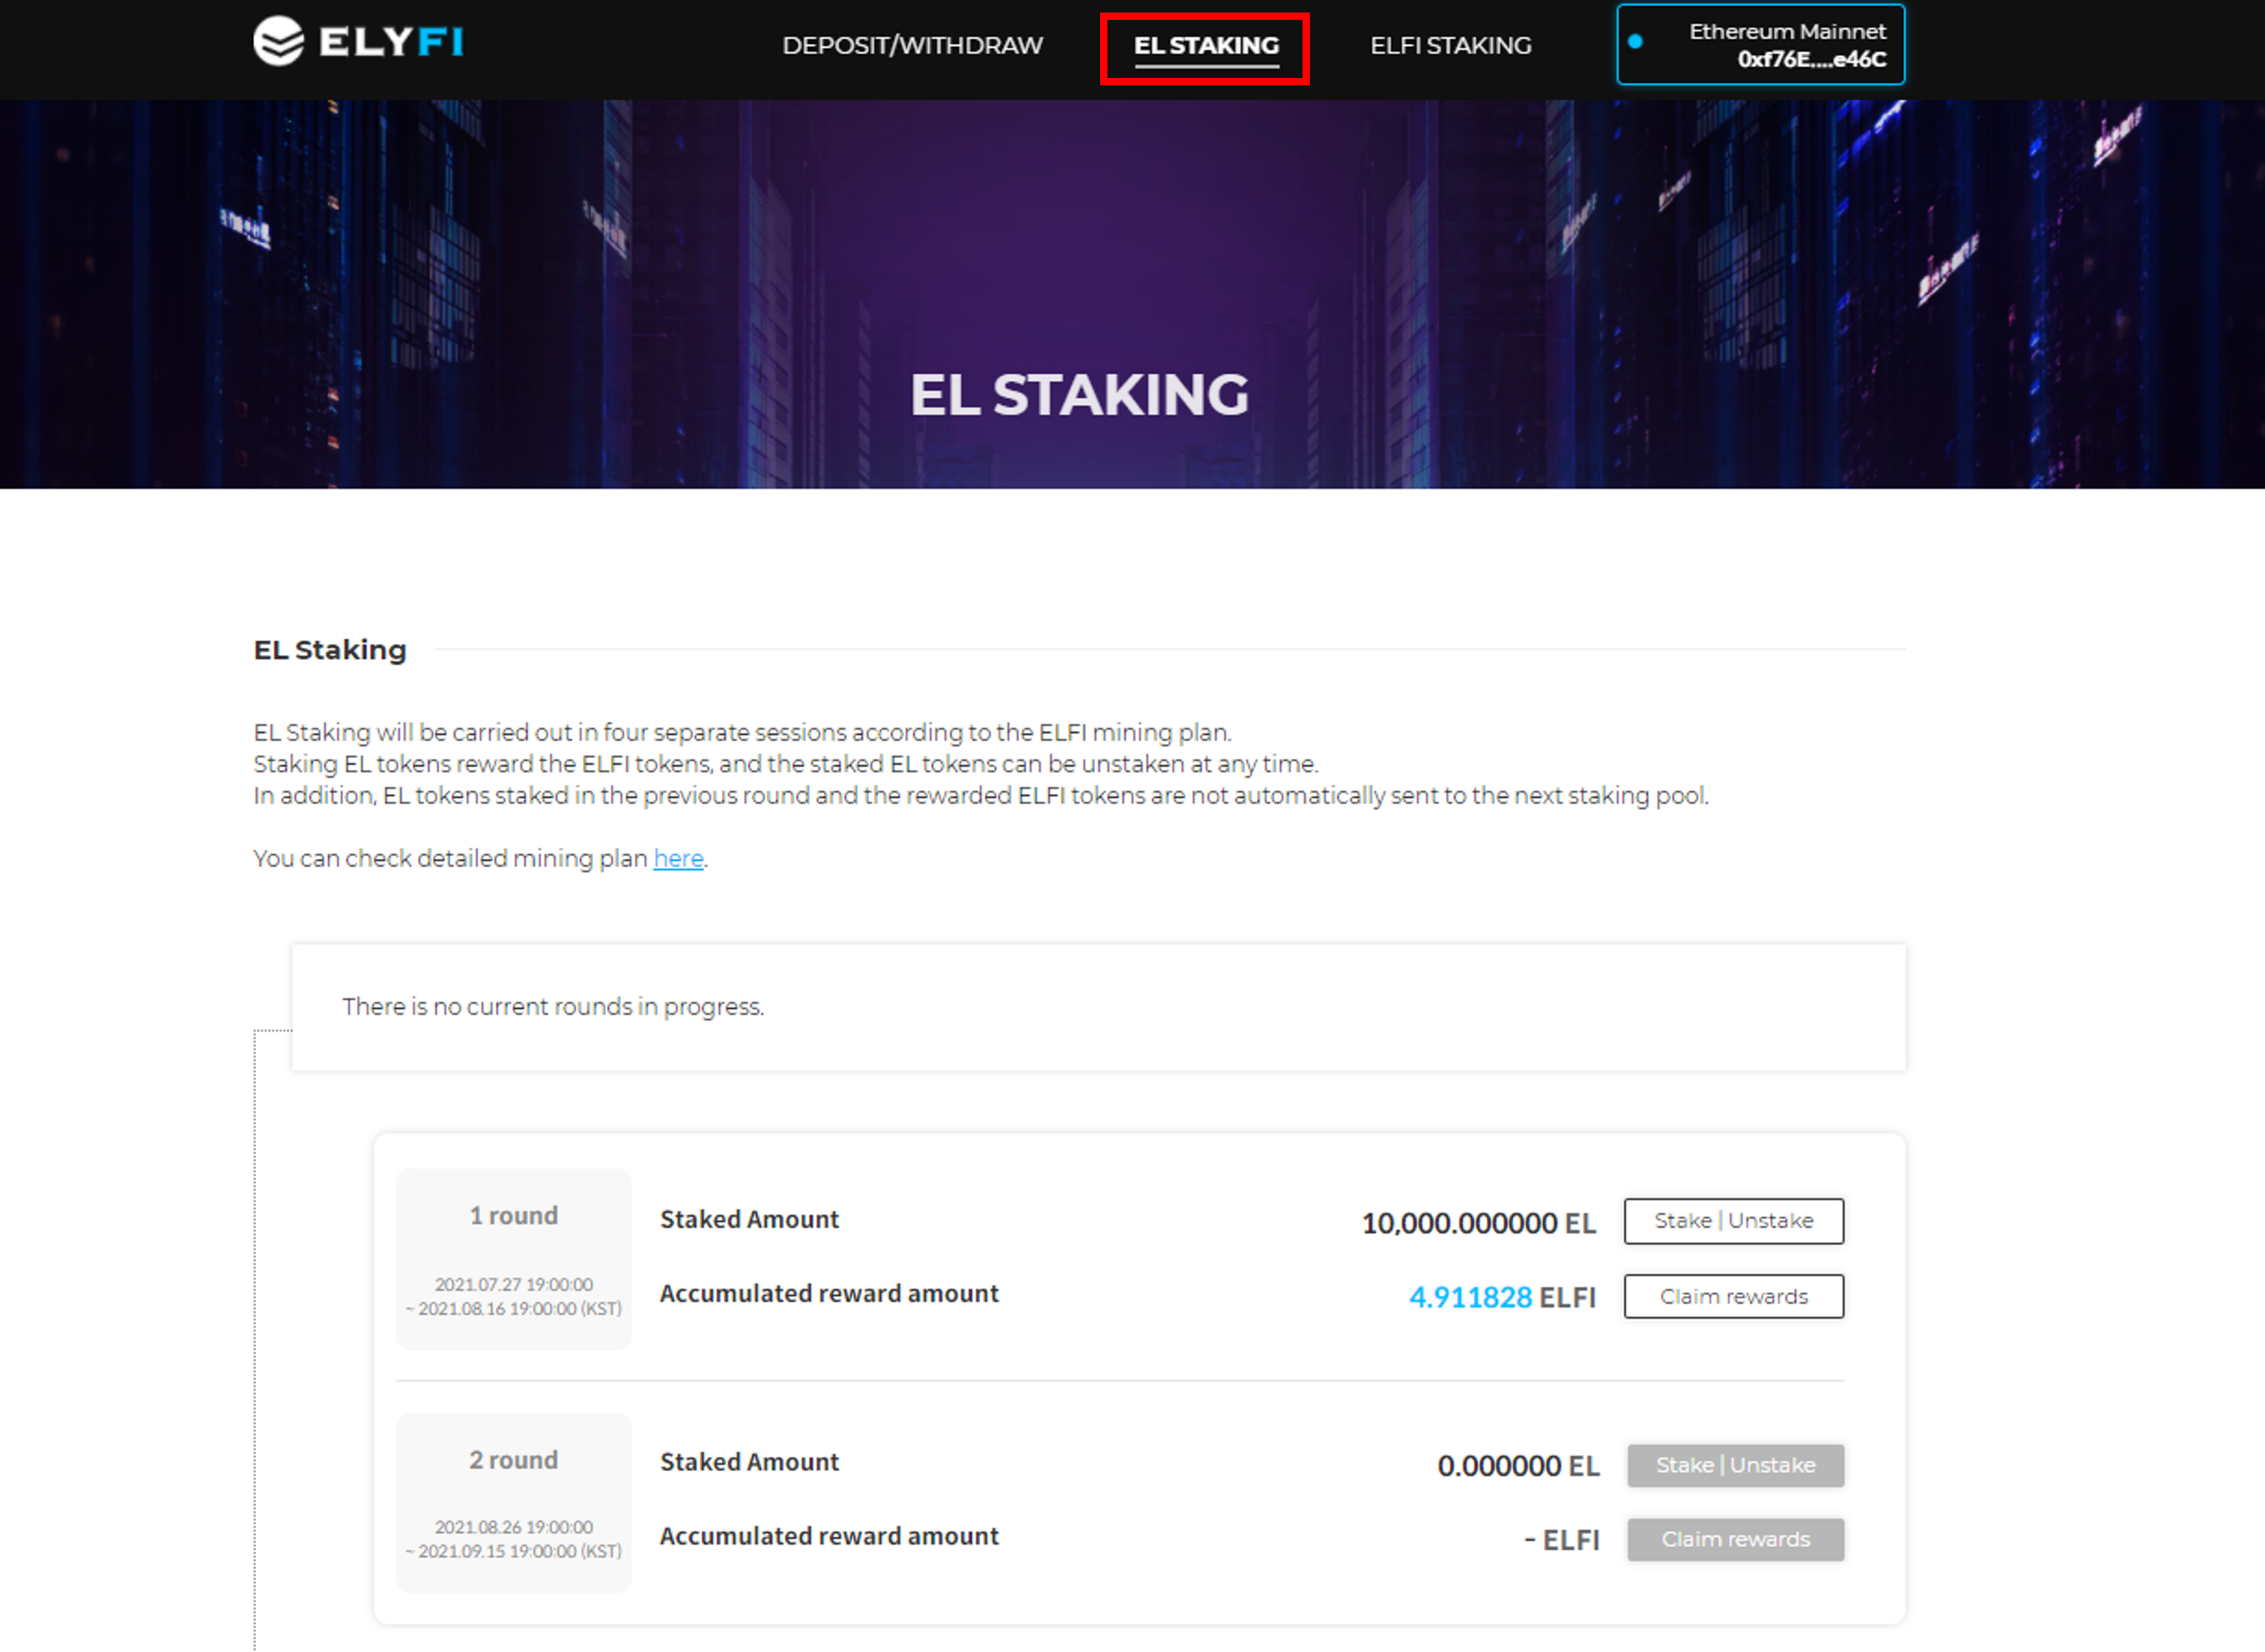 ELYFI
DEPOSIT/WITHDRAW
EL STAKING
ELFI STAKING
Ethereum Mainnet
0xf76E....e46C
EL STAKING
EL Staking
EL Staking will be carried out in four separate sessions according to the ELFI mining plan.
Staking EL tokens reward the ELFI tokens, and the staked EL tokens can be unstaken at any time.
In addition, EL tokens staked in the previous round and the rewarded ELFI tokens are not automatically sent to the next staking pool.
You can check detailed mining plan here.
There is no current rounds in progress.
1 round
2021.07.27 19:00:00
~ 2021.08.16 19:00:00 (KST)
Staked Amount
10,000.000000 EL
Stake | Unstake
Accumulated reward amount
4.911828 ELFI
Claim rewards
2 round
2021.08.26 19:00:00
~ 2021.09.15 19:00:00 (KST)
Staked Amount
0.000000 EL
Stake | Unstake
Accumulated reward amount
- ELFI
Claim rewards